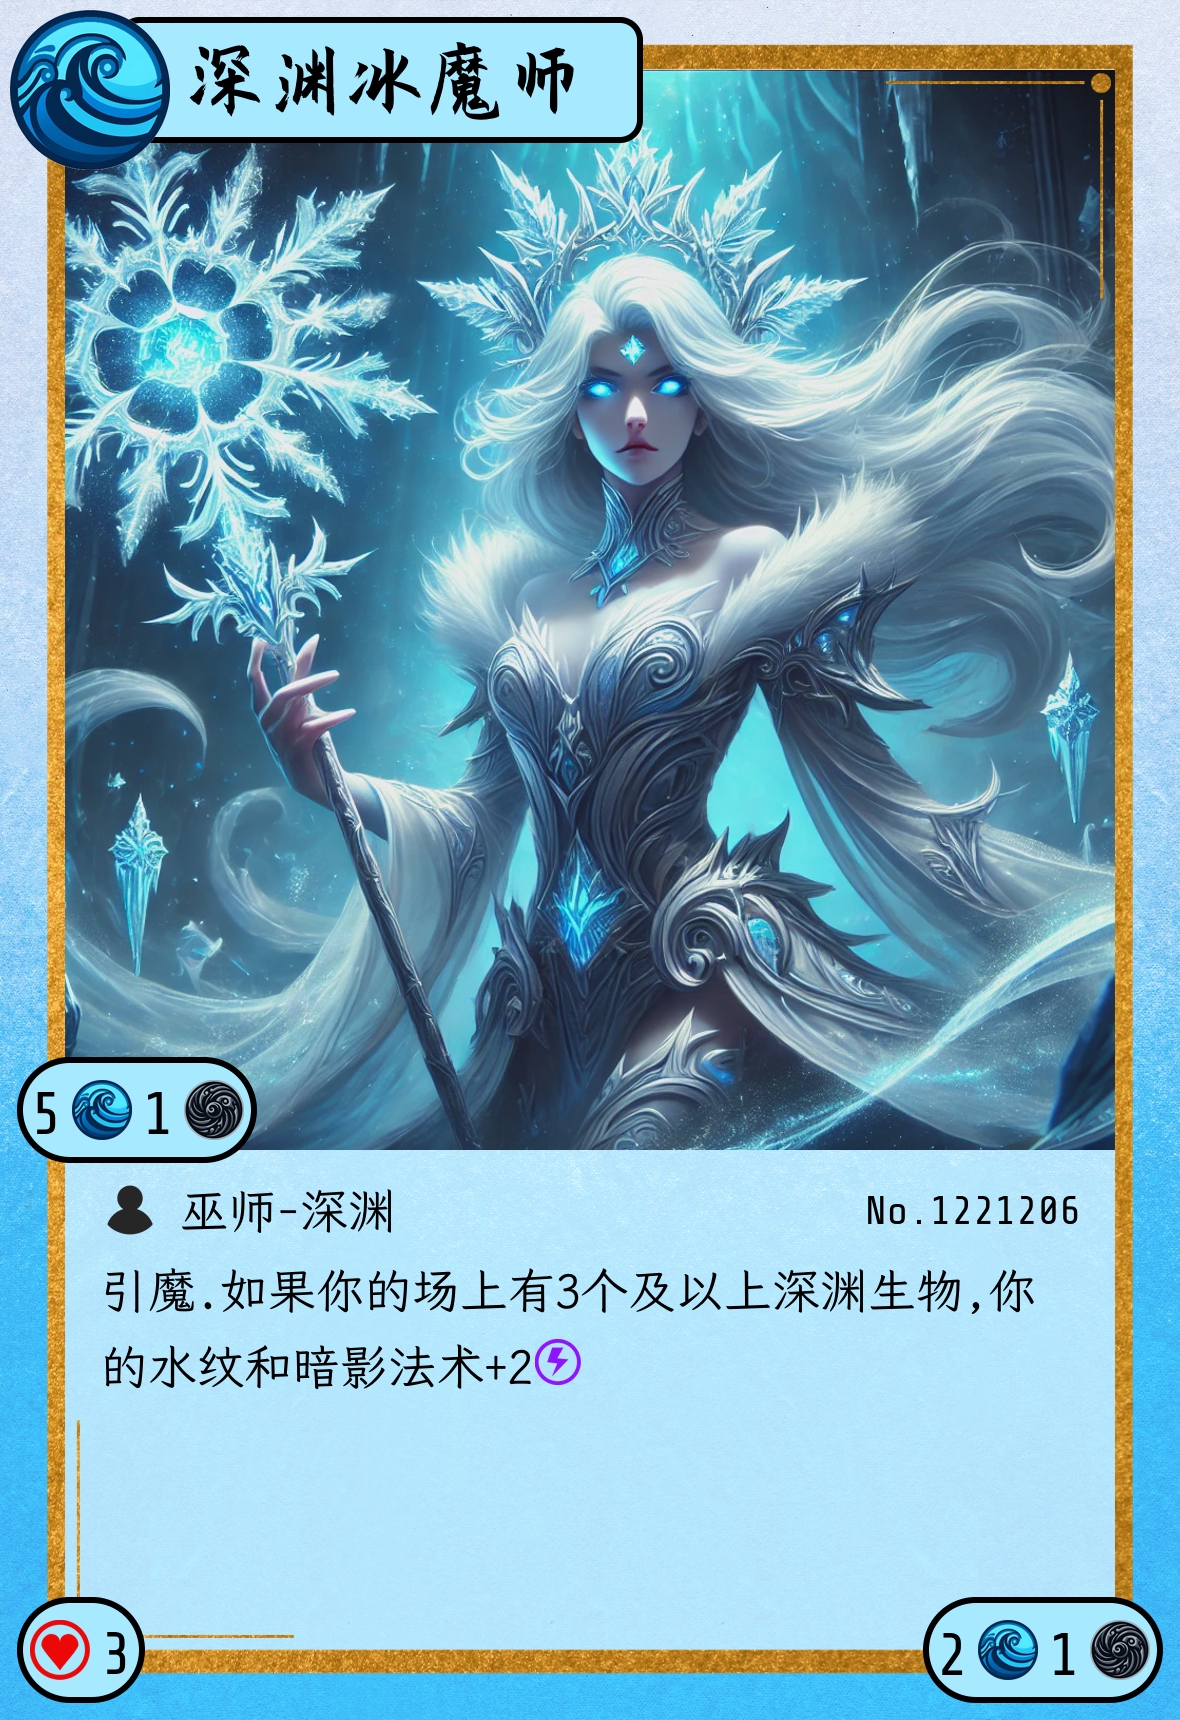 深渊冰魔师
5 1
巫师-深渊
No.1221206
引魔.如果你的场上有3个及以上深渊生物,你
的水纹和暗影法术+2
3
2 1